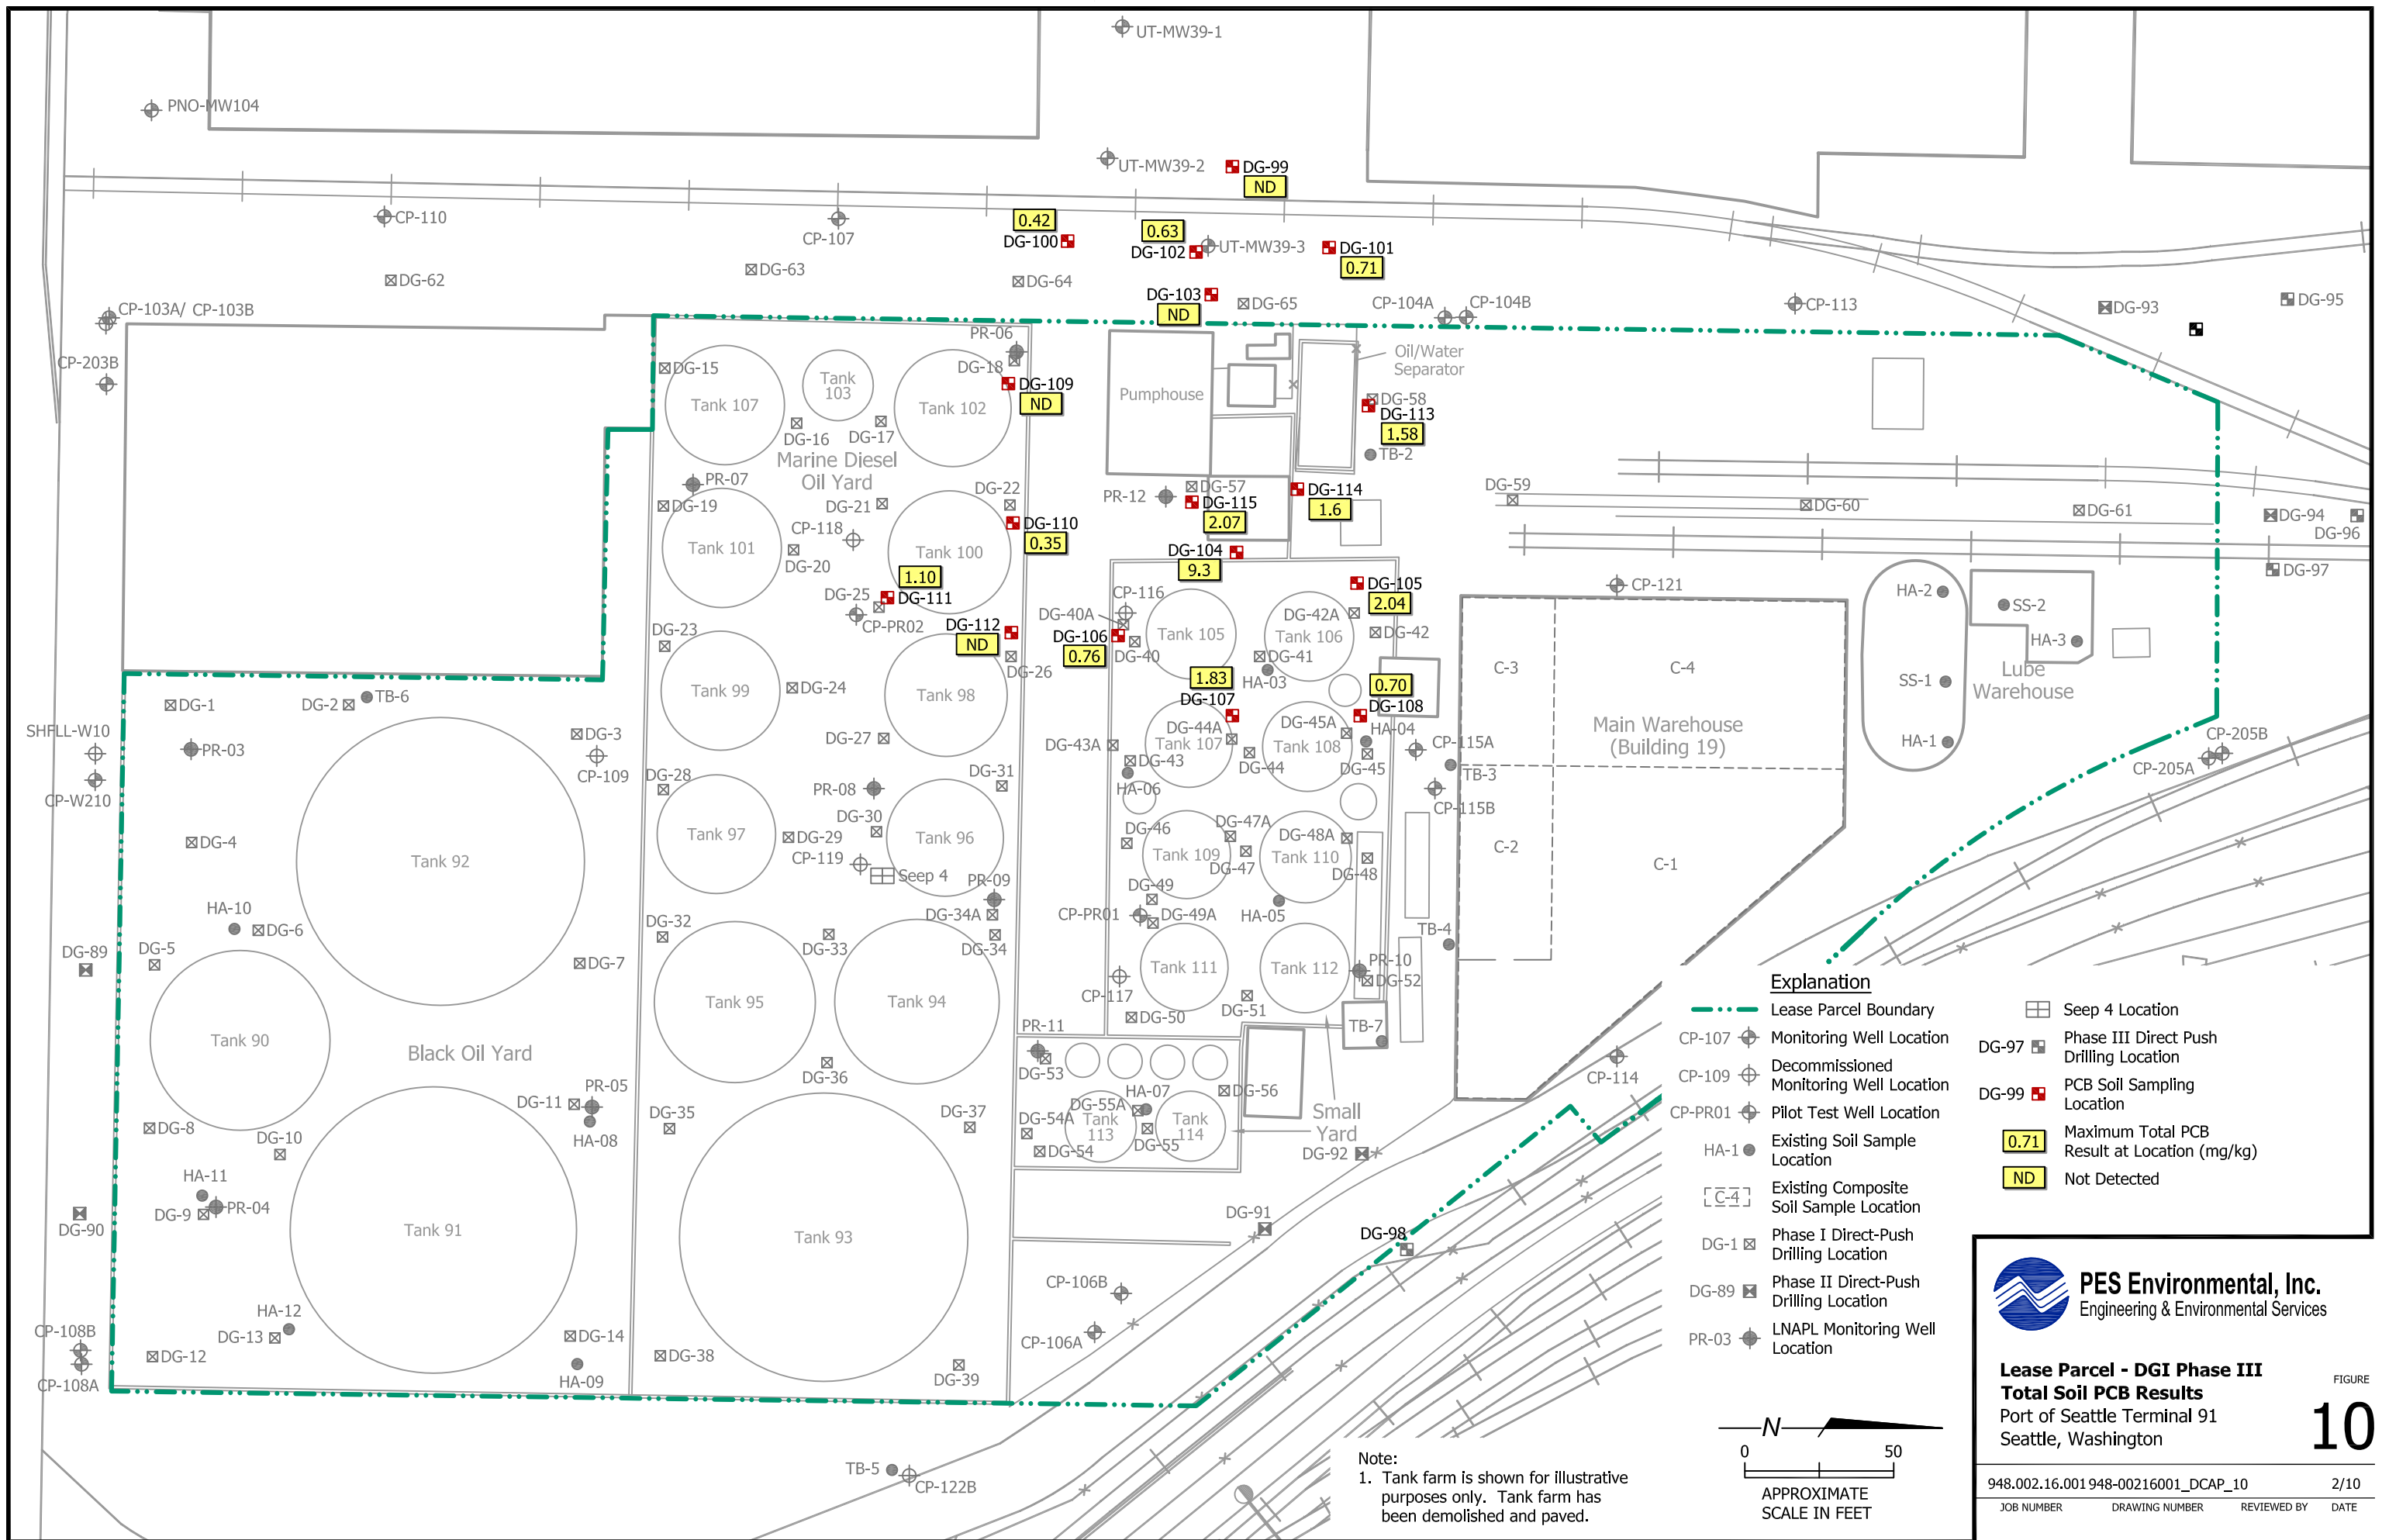 UT-MW39-1
PNO-MW104
UT-MW39-2
DG-99
ND
CP-110
CP-107
0.42
DG-100
0.63
DG-102
UT-MW39-3
DG-101
0.71
DG-62
DG-63
DG-64
DG-103
ND
DG-65
CP-104A
CP-104B
CP-113
DG-93
DG-95
CP-103A/ CP-103B
CP-203B
PR-06
DG-18
DG-15
Tank 107
Tank
103
Tank 102
DG-109
ND
DG-16
DG-17
Marine Diesel
Oil Yard
Pumphouse
Oil/Water
Separator
DG-58
DG-113
1.58
TB-2
PR-07
DG-19
DG-21
DG-22
CP-118
Tank 101
DG-20
Tank 100
DG-110
0.35
PR-12
DG-57
DG-115
2.07
DG-114
1.6
DG-59
DG-60
DG-61
DG-94
DG-96
DG-97
1.10
DG-25
DG-111
CP-PR02
DG-112
ND
DG-26
DG-104
9.3
DG-105
2.04
CP-116
DG-40A
DG-106
0.76
DG-40
Tank 105
DG-42A
Tank 106
DG-42
DG-41
HA-03
CP-121
HA-2
SS-2
HA-3
SS-1
Lube
Warehouse
HA-1
DG-23
Tank 99
DG-24
Tank 98
1.83
DG-107
0.70
DG-108
C-3
C-4
Main Warehouse
(Building 19)
DG-1
DG-2
TB-6
SHFLL-W10
PR-03
DG-3
CP-109
CP-W210
DG-27
DG-43A
DG-44A
Tank 107
DG-43
DG-44
DG-45A
Tank 108
HA-04
DG-45
CP-115A
TB-3
CP-115B
CP-205B
CP-205A
DG-28
PR-08
DG-31
HA-06
DG-4
Tank 92
Tank 97
DG-29
DG-30
Tank 96
CP-119
Seep 4
PR-09
DG-34A
DG-46
DG-47A
Tank 109
DG-47
DG-48A
Tank 110
DG-48
C-2
C-1
DG-49
CP-PR01
DG-49A
HA-05
HA-10
DG-6
DG-89
DG-5
DG-7
DG-32
DG-33
DG-34
TB-4
Tank 90
Black Oil Yard
Tank 95
Tank 94
Tank 111
Tank 112
PR-10
DG-52
CP-117
DG-50
DG-51
TB-7
PR-11
DG-53
CP-114
PR-05
DG-11
HA-08
DG-36
DG-35
DG-37
DG-8
DG-10
DG-54A
DG-55A
HA-07
DG-56
Tank
113
Tank
114
DG-54
DG-55
Small
Yard
DG-92
HA-11
PR-04
DG-9
DG-90
Tank 91
Tank 93
DG-91
DG-98
CP-106B
CP-106A
HA-12
DG-13
DG-14
CP-108B
DG-12
CP-108A
HA-09
DG-38
DG-39
TB-5
CP-122B
Explanation
Lease Parcel Boundary
CP-107
Monitoring Well Location
CP-109
Decommissioned
Monitoring Well Location
CP-PR01
Pilot Test Well Location
HA-1
Existing Soil Sample
Location
C-4
Existing Composite
Soil Sample Location
DG-1
Phase I Direct-Push
Drilling Location
DG-89
Phase II Direct-Push
Drilling Location
PR-03
LNAPL Monitoring Well
Location
Seep 4 Location
DG-97
Phase III Direct Push
Drilling Location
DG-99
PCB Soil Sampling
Location
0.71
Maximum Total PCB
Result at Location (mg/kg)
ND
Not Detected
N
0 50
APPROXIMATE
SCALE IN FEET
Note:
1. Tank farm is shown for illustrative
purposes only. Tank farm has
been demolished and paved.
PES Environmental, Inc.
Engineering & Environmental Services
Lease Parcel - DGI Phase III
Total Soil PCB Results
Port of Seattle Terminal 91
Seattle, Washington
FIGURE
10
948.002.16.001 948-00216001_DCAP_10 2/10
JOB NUMBER DRAWING NUMBER REVIEWED BY DATE